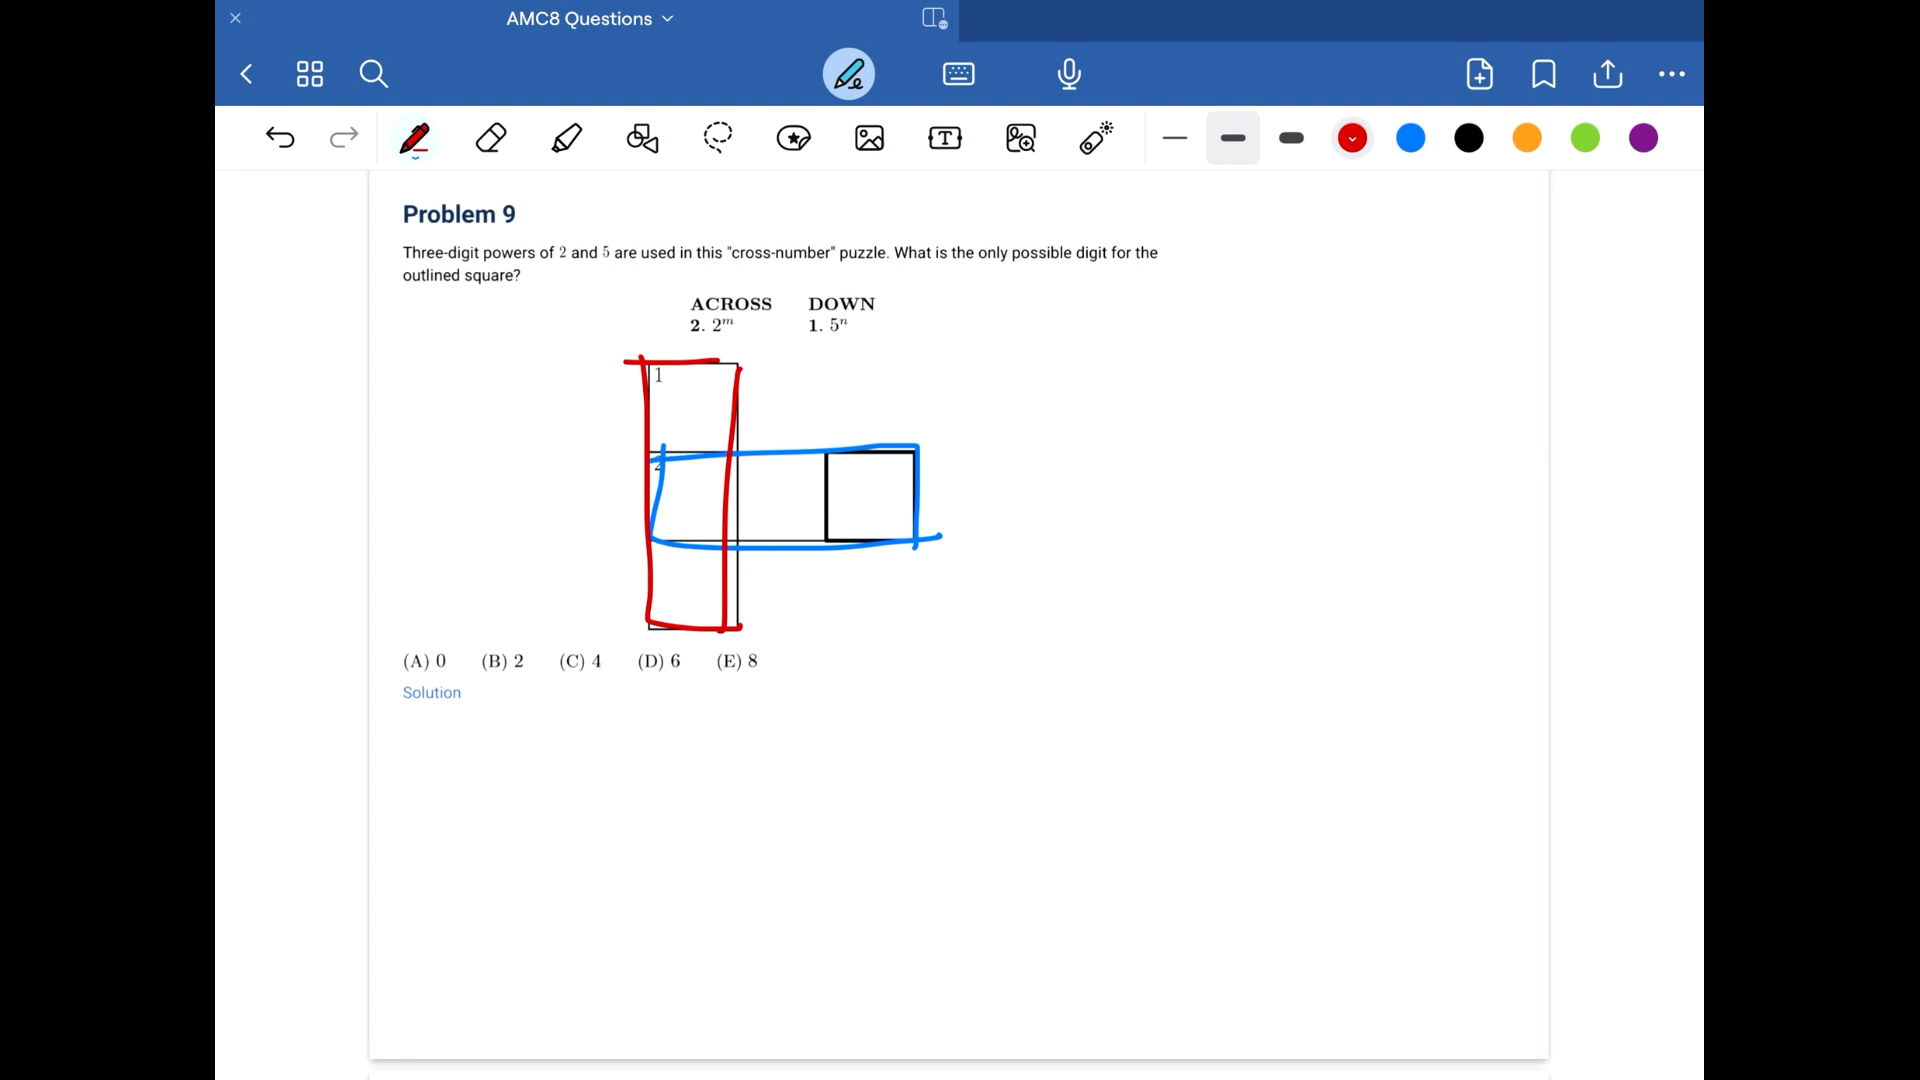 AMC8 Questions
Problem 9
Three-digit powers of 2 and 5 are used in this "cross-number" puzzle. What is the only possible digit for the
outlined square?
ACROSS DOWN
2. 2^m 1. 5^n
1
2
(A) 0 (B) 2 (C) 4 (D) 6 (E) 8
Solution